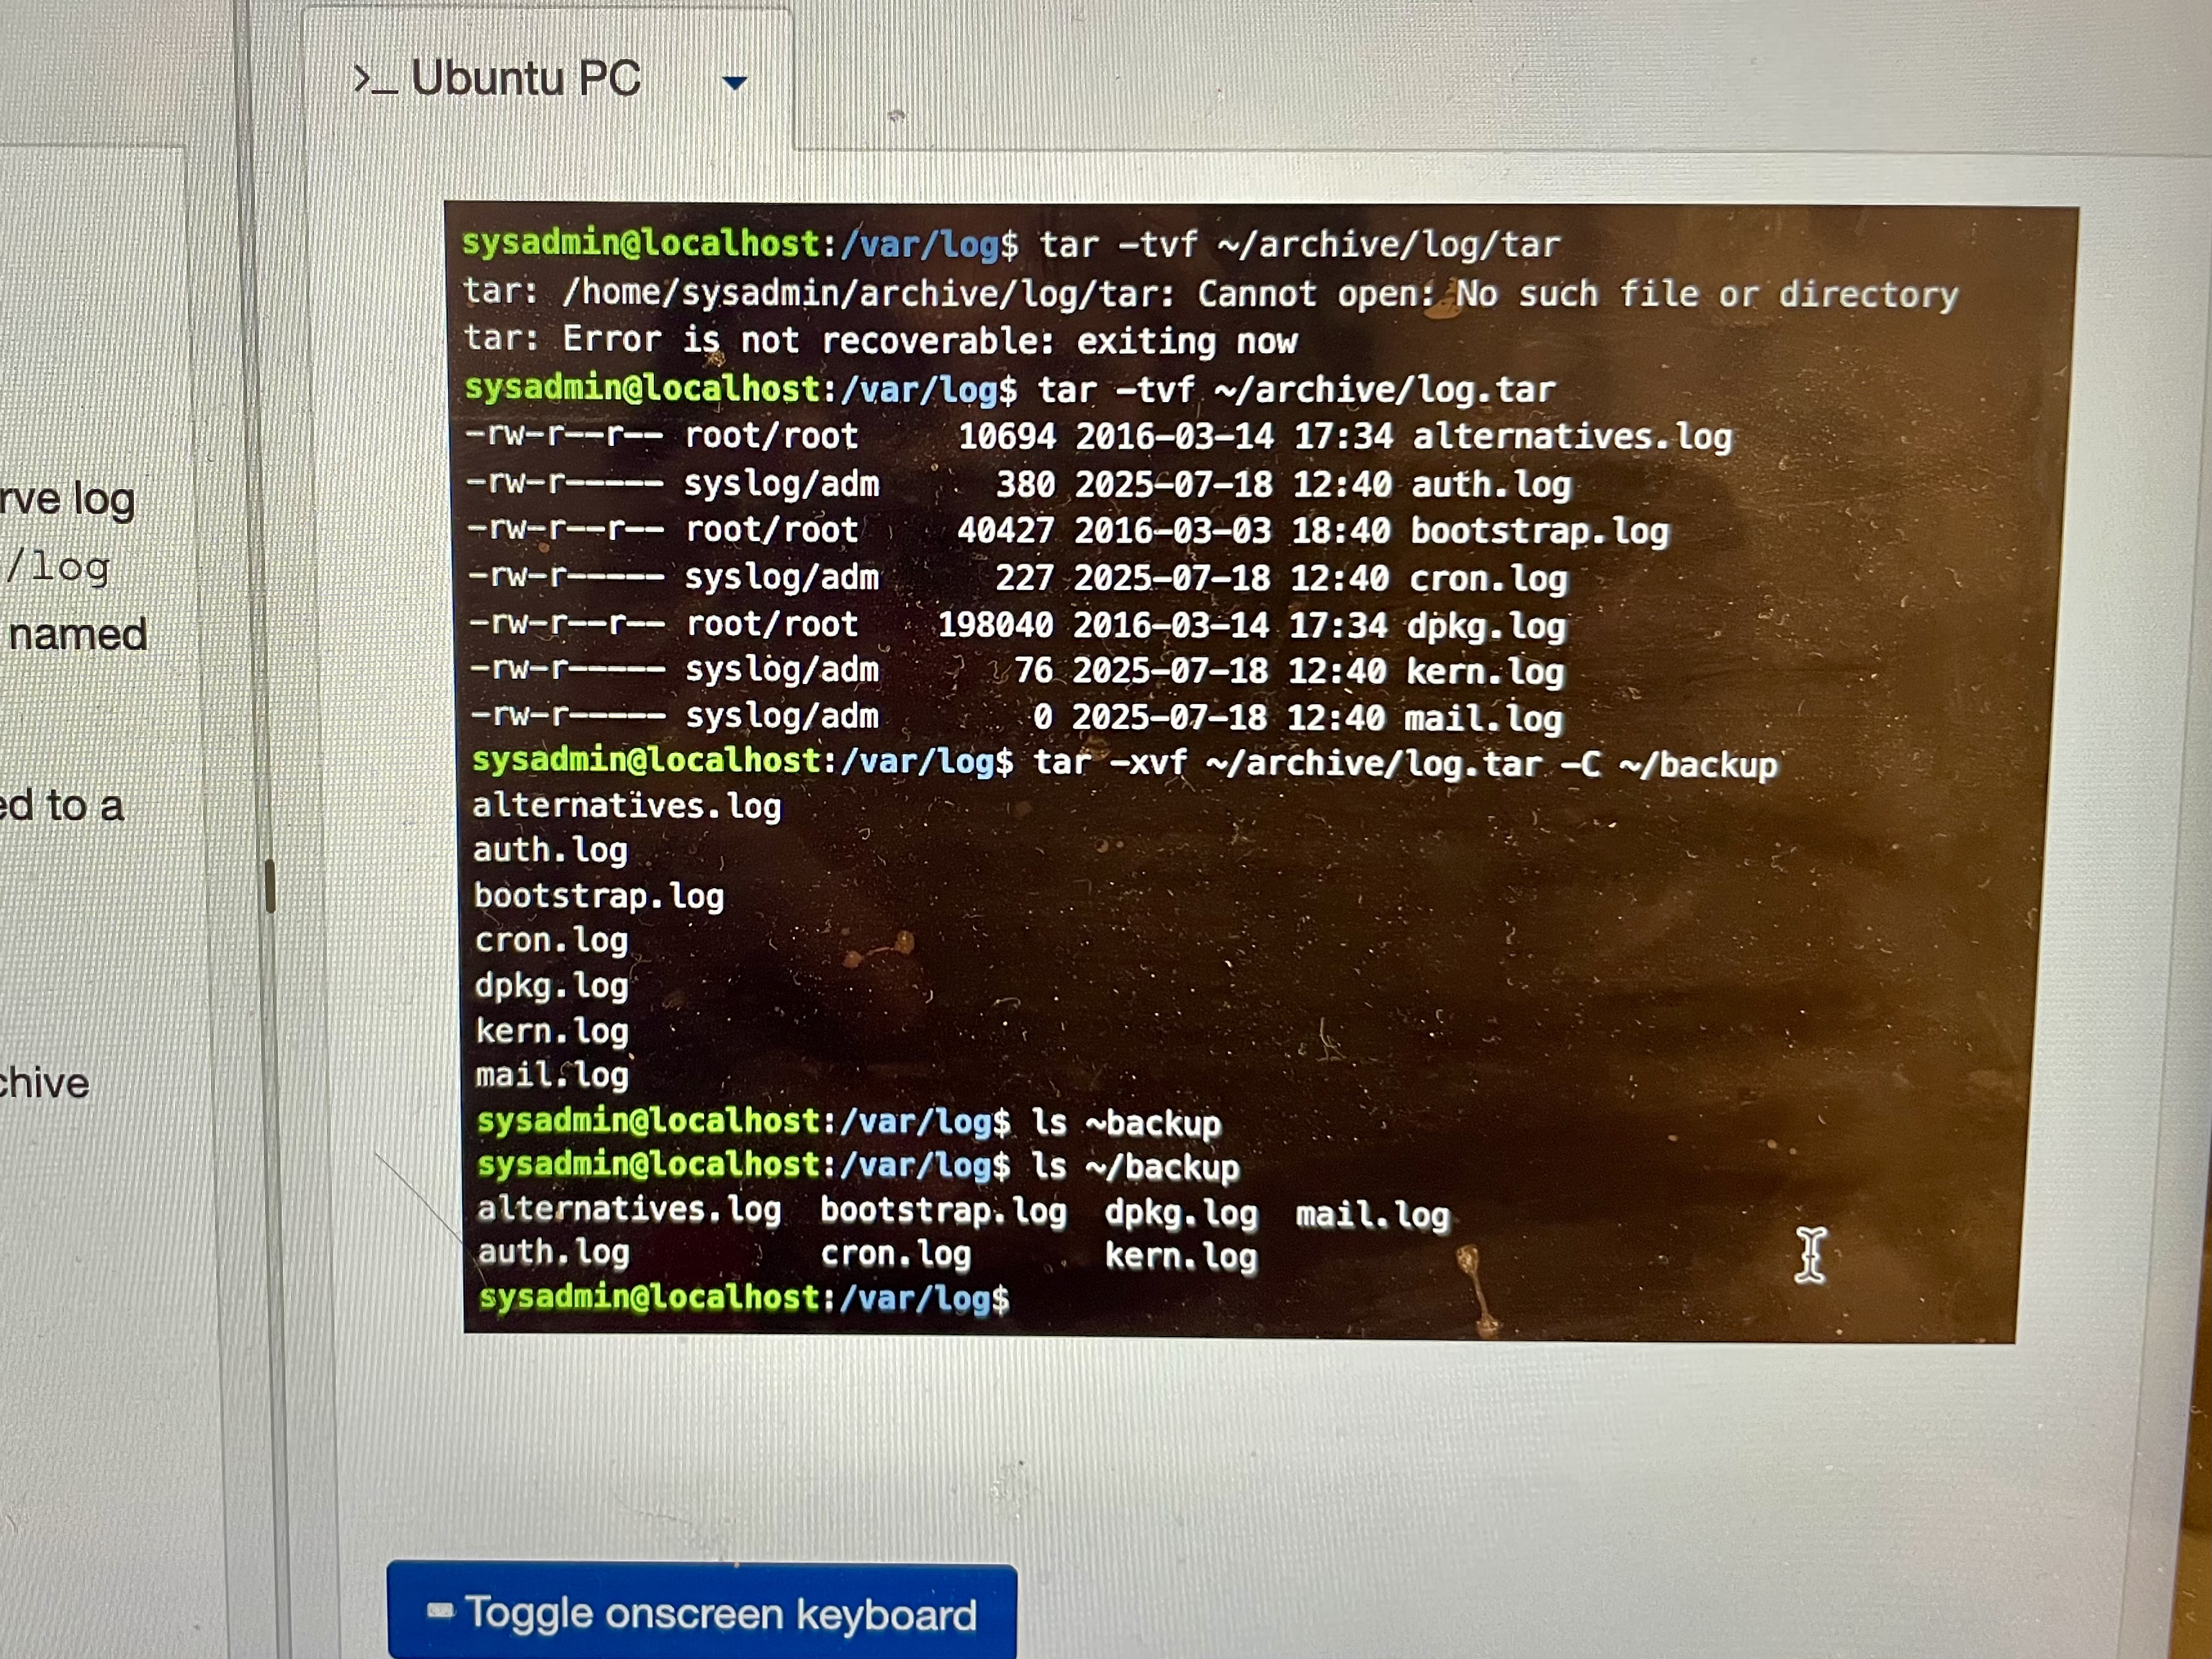 >_ Ubuntu PC
rve log
/log
named
ed to a
chive
sysadmin@localhost:/var/log$ tar -tvf ~/archive/log/tar
tar: /home/sysadmin/archive/log/tar: Cannot open: No such file or directory
tar: Error is not recoverable: exiting now
sysadmin@localhost:/var/log$ tar -tvf ~/archive/log.tar
-rw-r--r-- root/root     10694 2016-03-14 17:34 alternatives.log
-rw-r----- syslog/adm      380 2025-07-18 12:40 auth.log
-rw-r--r-- root/root     40427 2016-03-03 18:40 bootstrap.log
-rw-r----- syslog/adm      227 2025-07-18 12:40 cron.log
-rw-r--r-- root/root    198040 2016-03-14 17:34 dpkg.log
-rw-r----- syslog/adm       76 2025-07-18 12:40 kern.log
-rw-r----- syslog/adm        0 2025-07-18 12:40 mail.log
sysadmin@localhost:/var/log$ tar -xvf ~/archive/log.tar -C ~/backup
alternatives.log
auth.log
bootstrap.log
cron.log
dpkg.log
kern.log
mail.log
sysadmin@localhost:/var/log$ ls ~backup
sysadmin@localhost:/var/log$ ls ~/backup
alternatives.log  bootstrap.log  dpkg.log  mail.log
auth.log          cron.log       kern.log
sysadmin@localhost:/var/log$
Toggle onscreen keyboard